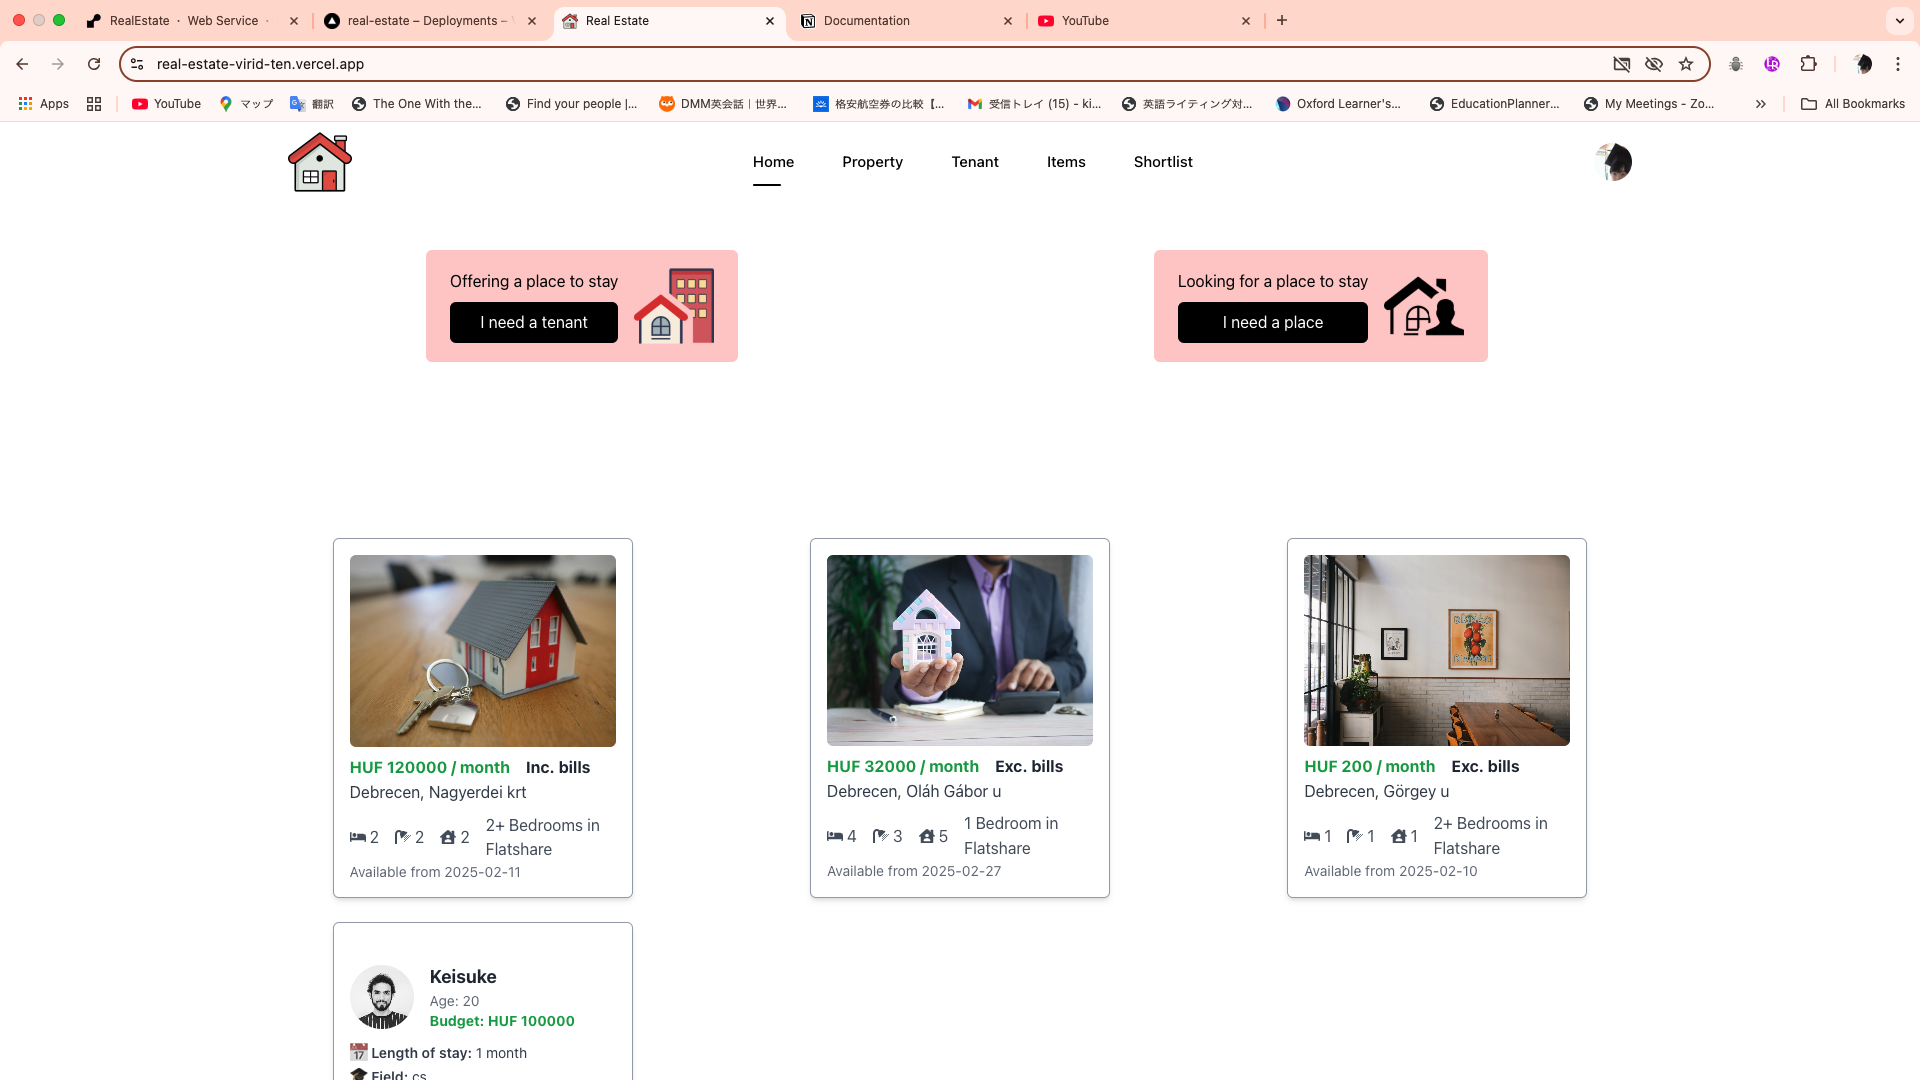 RealEstate · Web Service ·
real-estate – Deployments –
Real Estate
Documentation
YouTube
real-estate-virid-ten.vercel.app
Apps
YouTube
マップ
翻訳
The One With the...
Find your people |...
DMM英会話｜世界...
格安航空券の比較【...
受信トレイ (15) - ki...
英語ライティング対...
Oxford Learner's...
EducationPlanner...
My Meetings - Zo...
All Bookmarks
Home
Property
Tenant
Items
Shortlist
Offering a place to stay
I need a tenant
Looking for a place to stay
I need a place
HUF 120000 / month Inc. bills
Debrecen, Nagyerdei krt
2 2 2 2+ Bedrooms in
Flatshare
Available from 2025-02-11
HUF 32000 / month Exc. bills
Debrecen, Oláh Gábor u
4 3 5 1 Bedroom in
Flatshare
Available from 2025-02-27
HUF 200 / month Exc. bills
Debrecen, Görgey u
1 1 1 2+ Bedrooms in
Flatshare
Available from 2025-02-10
Keisuke
Age: 20
Budget: HUF 100000
17 Length of stay: 1 month
Field: cs